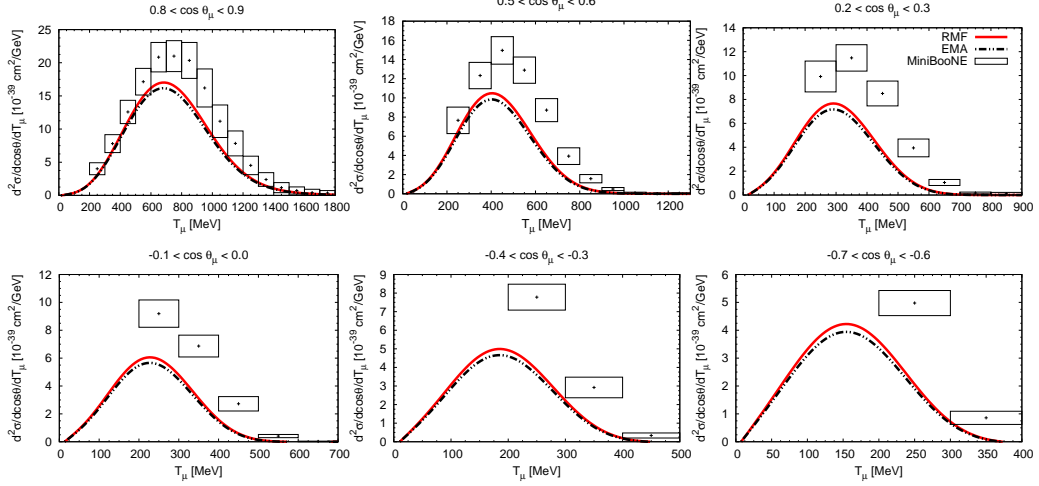 0.8 < cos θμ < 0.9
d²σ/dcosθ/dTμ [10⁻³⁹ cm²/GeV]
25
20
15
10
5
0
0 200 400 600 800 1000 1200 1400 1600 1800
Tμ [MeV]
0.5 < cos θμ < 0.6
d²σ/dcosθ/dTμ [10⁻³⁹ cm²/GeV]
18
16
14
12
10
8
6
4
2
0
0 200 400 600 800 1000 1200
Tμ [MeV]
0.2 < cos θμ < 0.3
RMF
EMA
MiniBooNE
d²σ/dcosθ/dTμ [10⁻³⁹ cm²/GeV]
14
12
10
8
6
4
2
0
0 100 200 300 400 500 600 700 800 900
Tμ [MeV]
-0.1 < cos θμ < 0.0
d²σ/dcosθ/dTμ [10⁻³⁹ cm²/GeV]
12
10
8
6
4
2
0
0 100 200 300 400 500 600 700
Tμ [MeV]
-0.4 < cos θμ < -0.3
d²σ/dcosθ/dTμ [10⁻³⁹ cm²/GeV]
9
8
7
6
5
4
3
2
1
0
0 100 200 300 400 500
Tμ [MeV]
-0.7 < cos θμ < -0.6
d²σ/dcosθ/dTμ [10⁻³⁹ cm²/GeV]
6
5
4
3
2
1
0
0 50 100 150 200 250 300 350 400
Tμ [MeV]